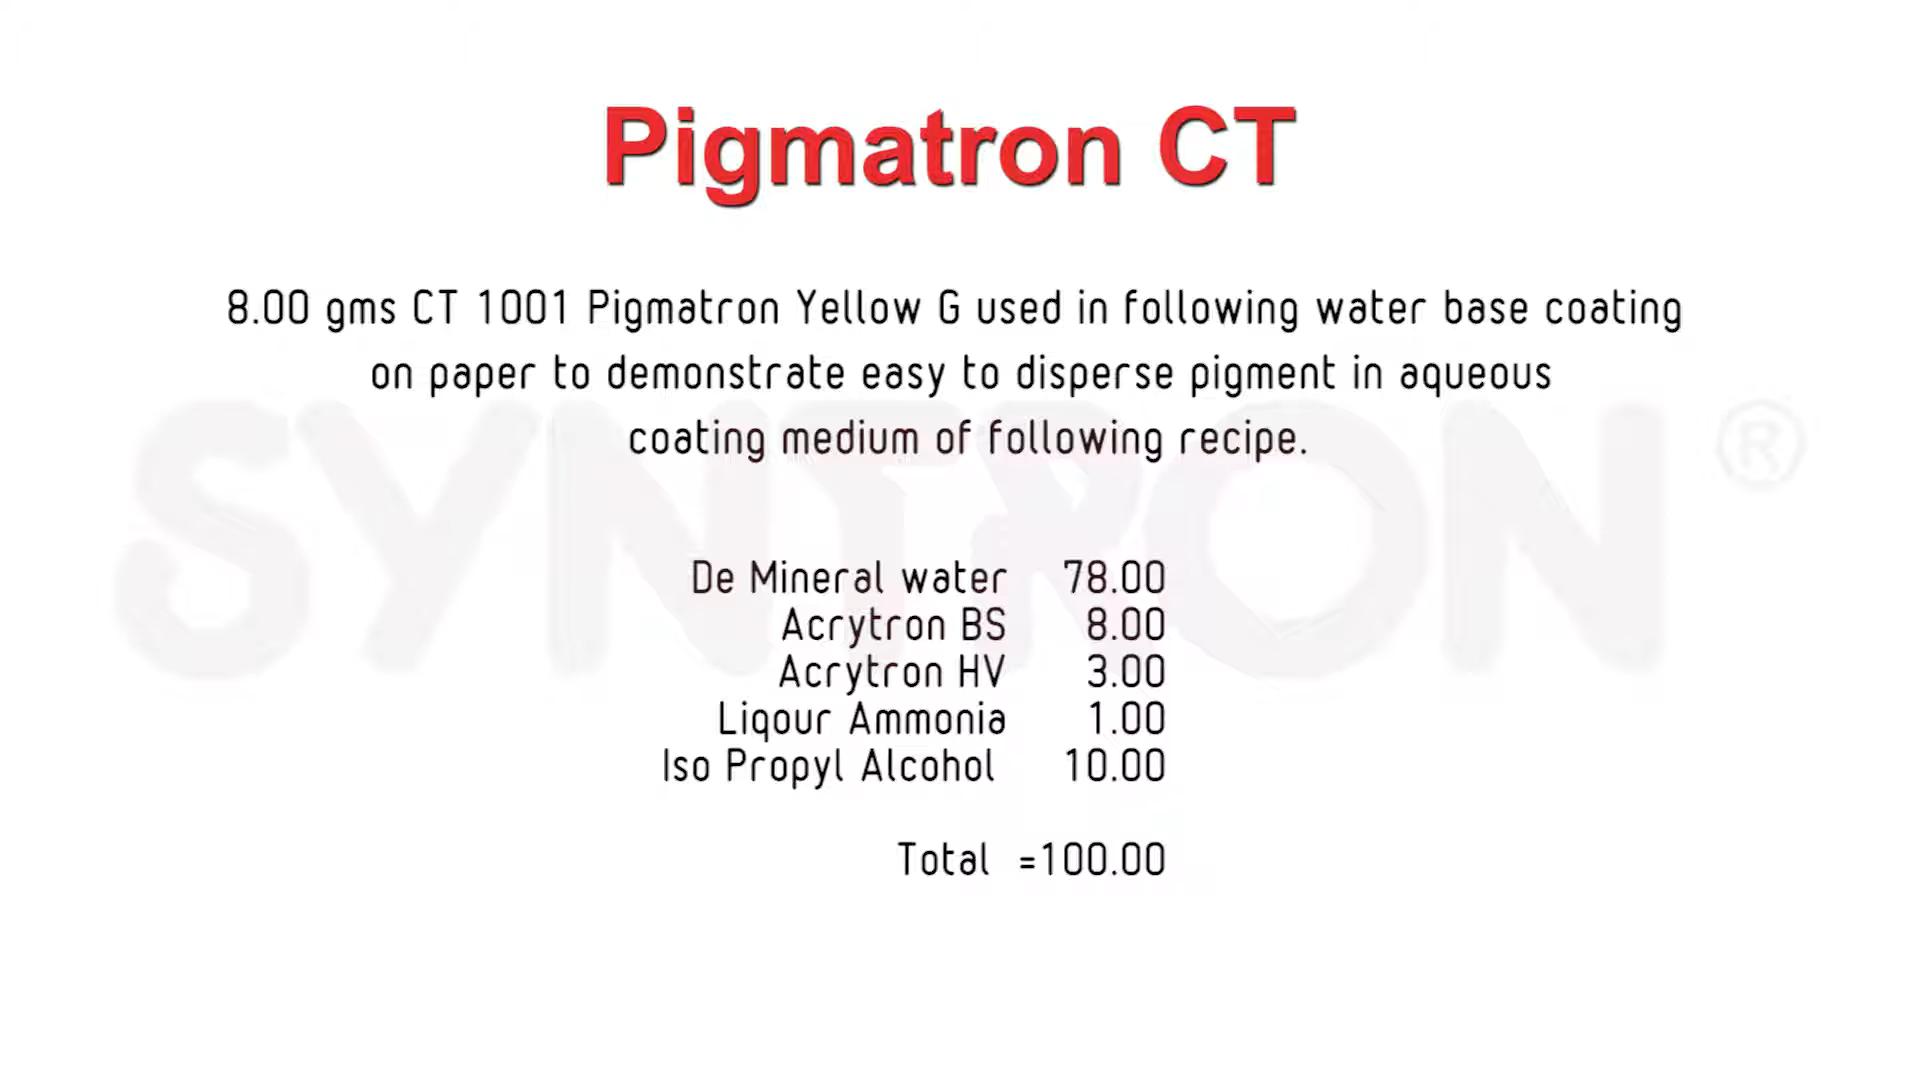 Pigmatron CT
8.00 gms CT 1001 Pigmatron Yellow G used in following water base coating
on paper to demonstrate easy to disperse pigment in aqueous
coating medium of following recipe.
SYNTRON ®
De Mineral water 78.00
Acrytron BS 8.00
Acrytron HV 3.00
Liqour Ammonia 1.00
Iso Propyl Alcohol 10.00
Total =100.00